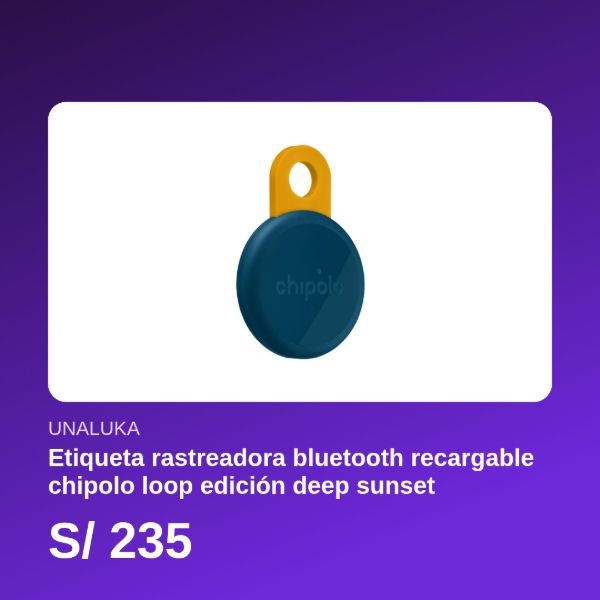 chipolo
UNALUKA
Etiqueta rastreadora bluetooth recargable
chipolo loop edición deep sunset
S/ 235